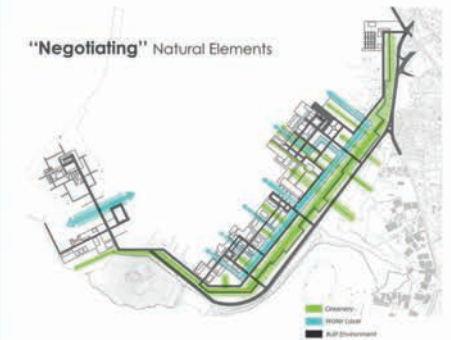 “Negotiating” Natural Elements
Greenery
Water Layer
Built Environment